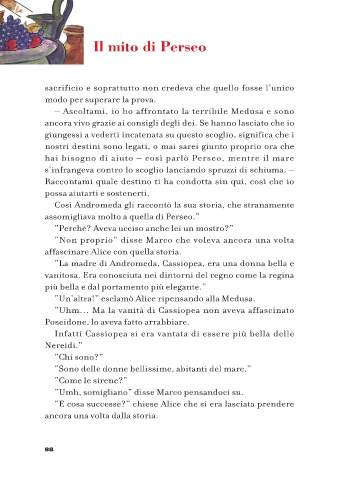 Il mito di Perseo
sacrificio e soprattutto non credeva che quello fosse l'unico
modo per superare la prova.
– Ascoltami, io ho affrontato la terribile Medusa e sono
ancora vivo grazie ai consigli degli dei. Se hanno lasciato che io
giungessi a vederti incatenata su questo scoglio, significa che i
nostri destini sono legati, o mai sarei giunto proprio ora che
hai bisogno di aiuto – così parlò Perseo, mentre il mare
s'infrangeva contro lo scoglio lanciando spruzzi di schiuma. –
Raccontami quale destino ti ha condotta sin qui, così che io
possa aiutarti e sostenerti.
Così Andromeda gli raccontò la sua storia, che stranamente
assomigliava molto a quella di Perseo."
"Perché? Aveva ucciso anche lei un mostro?"
"Non proprio" disse Marco che voleva ancora una volta
affascinare Alice con quella storia.
"La madre di Andromeda, Cassiopea, era una donna bella e
vanitosa. Era conosciuta nei dintorni del regno come la regina
più bella e dal portamento più elegante."
"Un'altra!" esclamò Alice ripensando alla Medusa.
"Uhm... Ma la vanità di Cassiopea non aveva affascinato
Poseidone, lo aveva fatto arrabbiare.
Infatti Cassiopea si era vantata di essere più bella delle
Nereidi."
"Chi sono?"
"Sono delle donne bellissime, abitanti del mare."
"Come le sirene?"
"Umh, somigliano" disse Marco pensandoci su.
"E cosa successe?" chiese Alice che si era lasciata prendere
ancora una volta dalla storia.
88